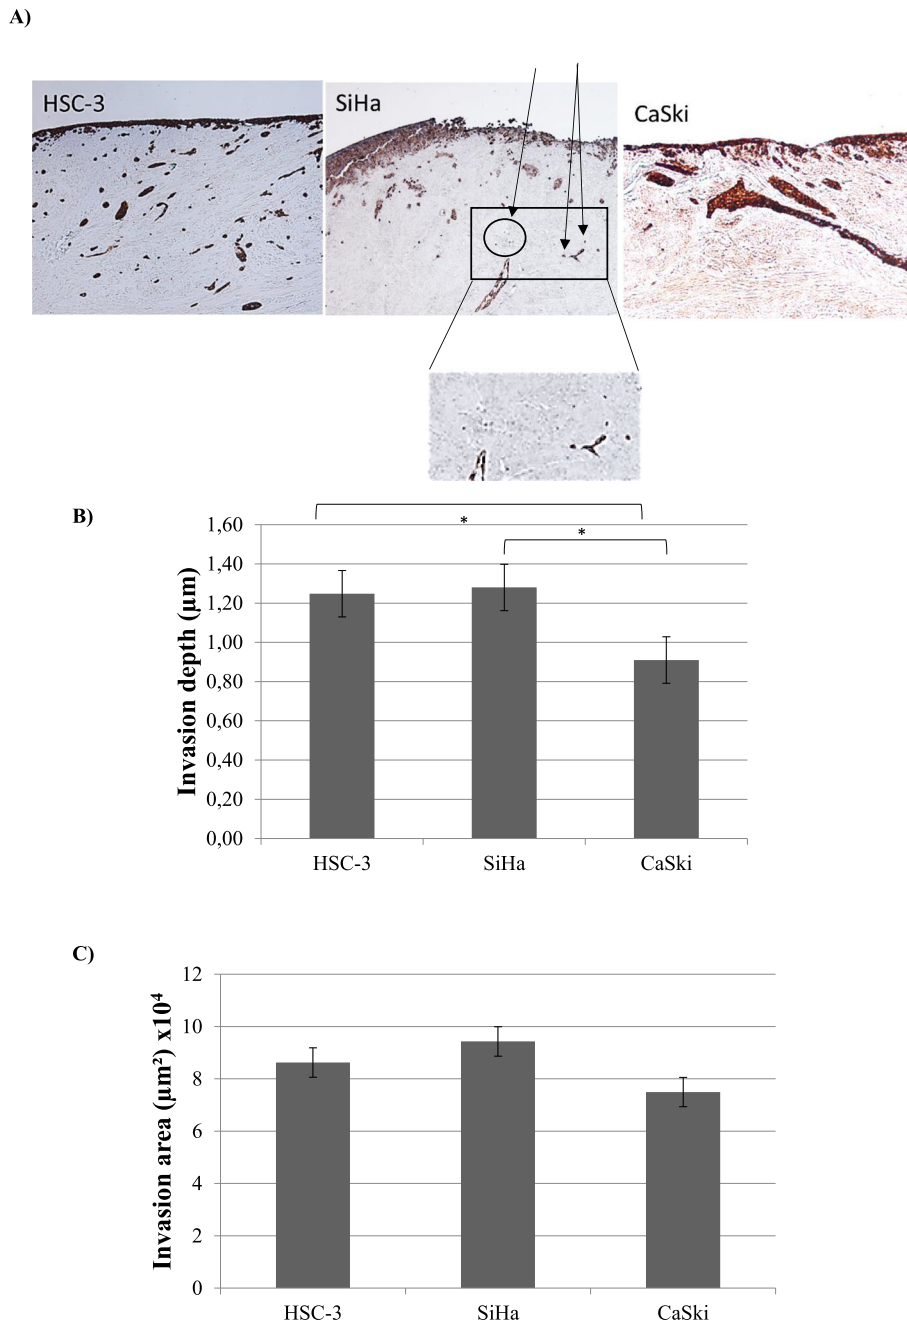 A)
HSC-3
SiHa
CaSki
B)
*
*
Invasion depth (µm)
1,60
1,40
1,20
1,00
0,80
0,60
0,40
0,20
0,00
HSC-3 SiHa CaSki
C)
Invasion area (µm²) x10⁴
12
10
8
6
4
2
0
HSC-3 SiHa CaSki